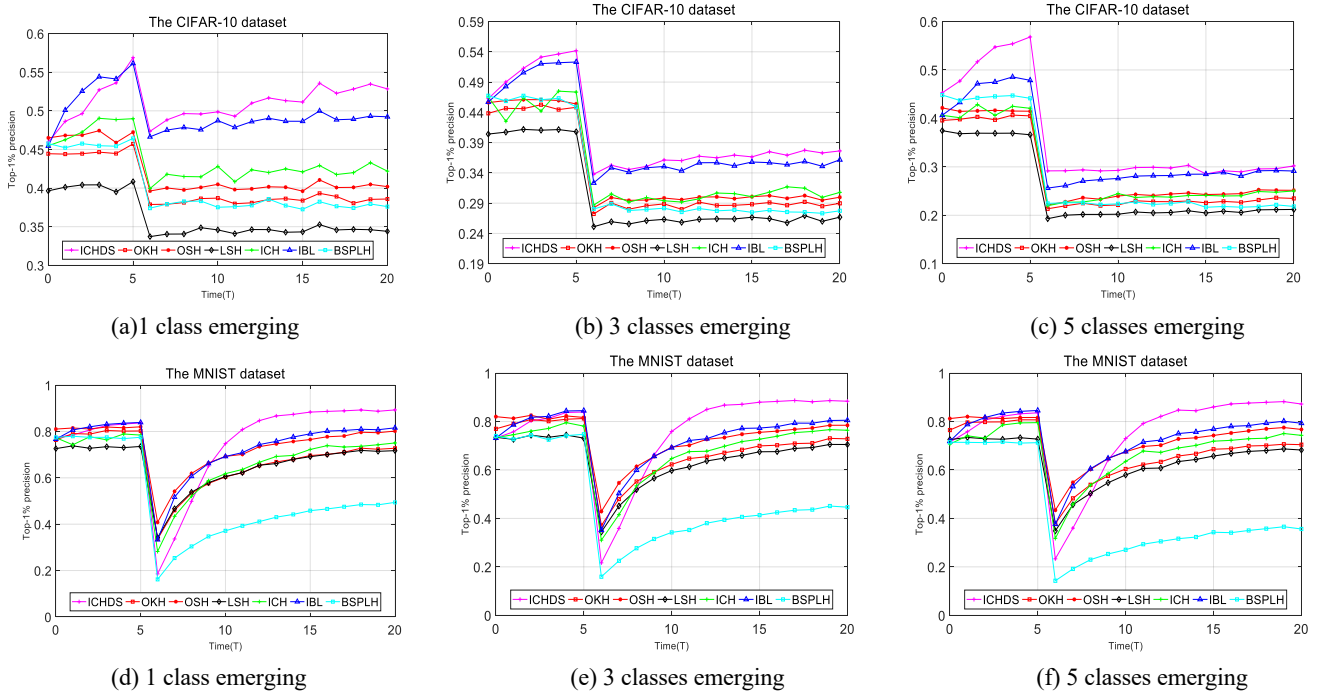 The CIFAR-10 dataset
0.6
0.55
0.5
0.45
0.4
0.35
0.3
Top-1% precision
ICHDS OKH OSH LSH ICH IBL BSPLH
0 5 10 15 20
Time(T)
(a)1 class emerging
The CIFAR-10 dataset
0.59
0.54
0.49
0.44
0.39
0.34
0.29
0.24
0.19
Top-1% precision
ICHDS OKH OSH LSH ICH IBL BSPLH
0 5 10 15 20
Time(T)
(b) 3 classes emerging
The CIFAR-10 dataset
0.6
0.5
0.4
0.3
0.2
0.1
Top-1% precision
ICHDS OKH OSH LSH ICH IBL BSPLH
0 5 10 15 20
Time(T)
(c) 5 classes emerging
The MNIST dataset
1
0.8
0.6
0.4
0.2
0
Top-1% precision
ICHDS OKH OSH LSH ICH IBL BSPLH
0 5 10 15 20
Time(T)
(d) 1 class emerging
The MNIST dataset
1
0.8
0.6
0.4
0.2
0
Top-1% precision
ICHDS OKH OSH LSH ICH IBL BSPLH
0 5 10 15 20
Time(T)
(e) 3 classes emerging
The MNIST dataset
1
0.8
0.6
0.4
0.2
0
Top-1% precision
ICHDS OKH OSH LSH ICH IBL BSPLH
0 5 10 15 20
Time(T)
(f) 5 classes emerging